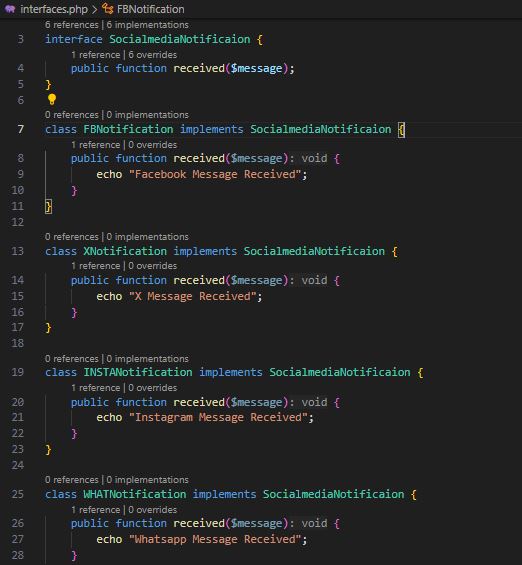 interfaces.php > FBNotification
6 references | 6 implementations
3 interface SocialmediaNotificaion {
1 reference | 6 overrides
4 public function received($message);
5 }
6
0 references | 0 implementations
7 class FBNotification implements SocialmediaNotificaion {
1 reference | 0 overrides
8 public function received($message): void {
9 echo "Facebook Message Received";
10 }
11 }
12
0 references | 0 implementations
13 class XNotification implements SocialmediaNotificaion {
1 reference | 0 overrides
14 public function received($message): void {
15 echo "X Message Received";
16 }
17 }
18
0 references | 0 implementations
19 class INSTANotification implements SocialmediaNotificaion {
1 reference | 0 overrides
20 public function received($message): void {
21 echo "Instagram Message Received";
22 }
23 }
24
0 references | 0 implementations
25 class WHATNotification implements SocialmediaNotificaion {
1 reference | 0 overrides
26 public function received($message): void {
27 echo "Whatsapp Message Received";
28 }